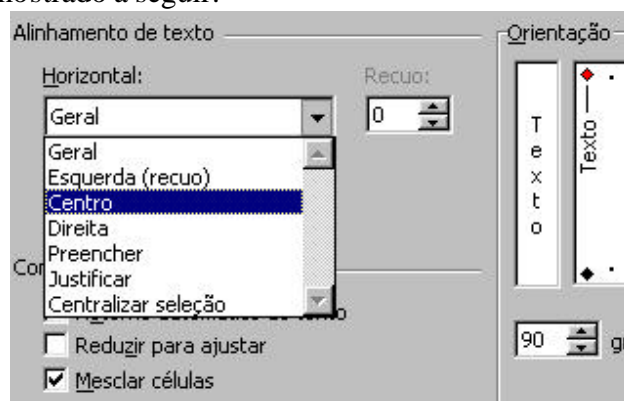 mostrado a seguir:
Alinhamento de texto
Orientação
Horizontal:
Recuo:
Geral
0
Geral
Esquerda (recuo)
Centro
Direita
Preencher
Justificar
Centralizar seleção
Reduzir para ajustar
Mesclar células
Texto
Texto
90